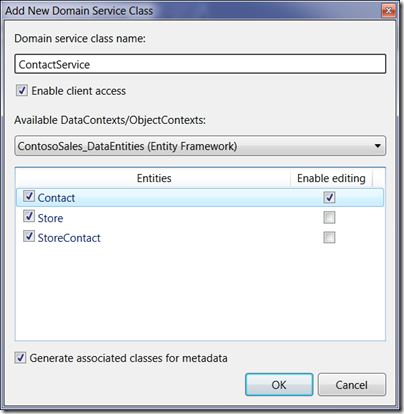 Add New Domain Service Class
Domain service class name:
ContactService
Enable client access
Available DataContexts/ObjectContexts:
ContosoSales_DataEntities (Entity Framework)
Entities Enable editing
Contact
Store
StoreContact
Generate associated classes for metadata
OK Cancel